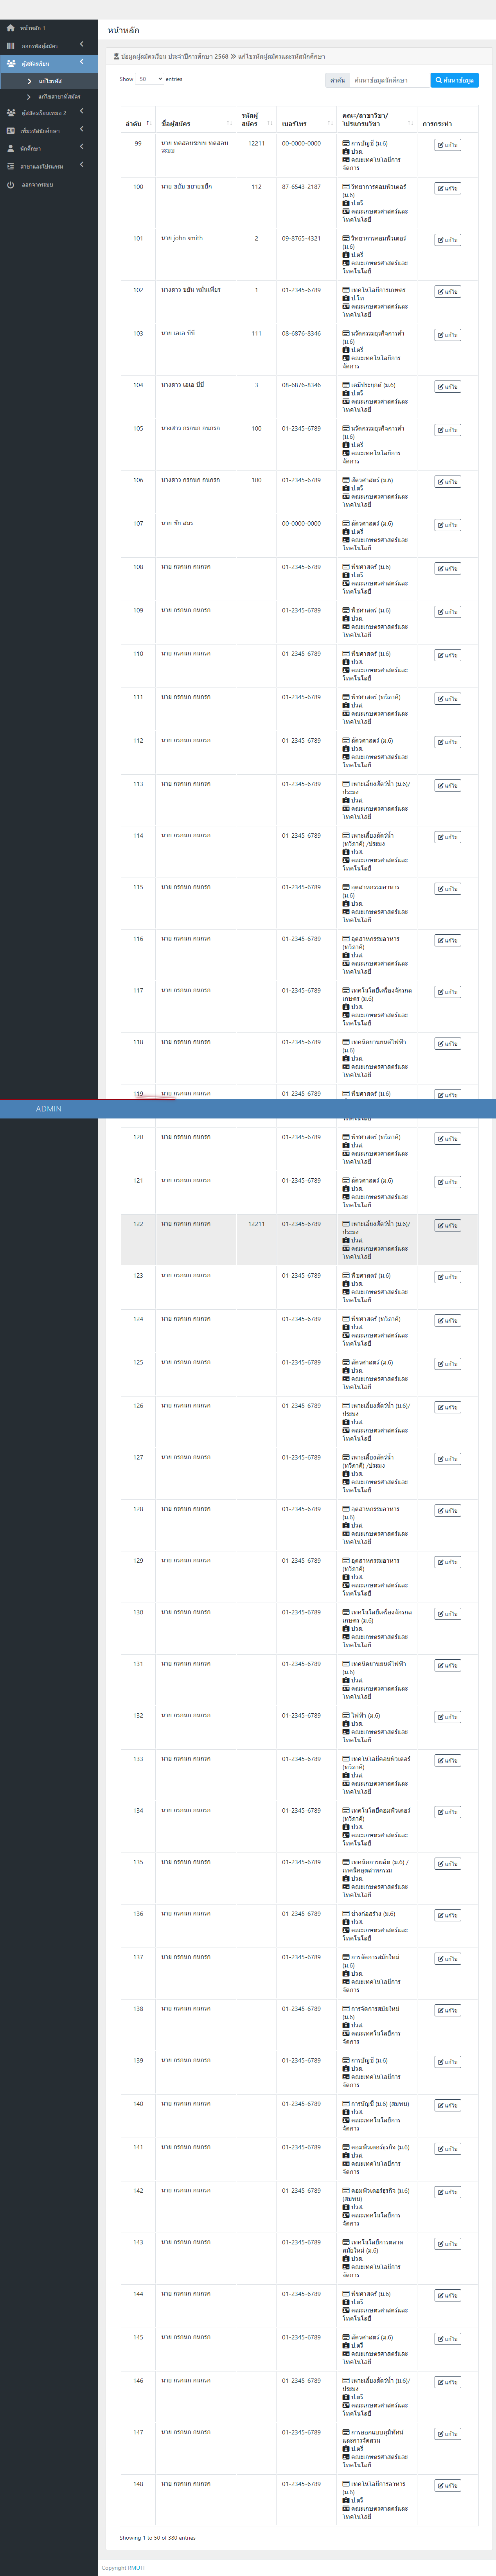 หน้าหลัก 1
ออกรหัสผู้สมัคร
ผู้สมัครเรียน
แก้ไขรหัส
แก้ไขสาขาที่สมัคร
ผู้สมัครเรียนเทอม 2
เพิ่มรหัสนักศึกษา
นักศึกษา
สาขาและโปรแกรม
ออกจากระบบ
หน้าหลัก
ข้อมูลผู้สมัครเรียน ประจำปีการศึกษา 2568 แก้ไขรหัสผู้สมัครและรหัสนักศึกษา
Show 50 entries
คำค้น ค้นหาข้อมูลนักศึกษา ค้นหาข้อมูล
ลำดับ ชื่อผู้สมัคร รหัสผู้สมัคร เบอร์โทร คณะ/สาขาวิชา/โปรแกรมวิชา การกระทำ
99 นาย ทดสอบระบบ ทดสอบระบบ 12211 00-0000-0000 การบัญชี (ม.6) ปวส. คณะเทคโนโลยีการจัดการ แก้ไข
100 นาย ขยับ ขยายขยึก 112 87-6543-2187 วิทยาการคอมพิวเตอร์ (ม.6) ป.ตรี คณะเกษตรศาสตร์และเทคโนโลยี แก้ไข
101 นาย john smith 2 09-8765-4321 วิทยาการคอมพิวเตอร์ (ม.6) ป.ตรี คณะเกษตรศาสตร์และเทคโนโลยี แก้ไข
102 นางสาว ขยัน หมั่นเพียร 1 01-2345-6789 เทคโนโลยีการเกษตร ป.โท คณะเกษตรศาสตร์และเทคโนโลยี แก้ไข
103 นาย เอเอ บีบี 111 08-6876-8346 นวัตกรรมธุรกิจการค้า (ม.6) ป.ตรี คณะเทคโนโลยีการจัดการ แก้ไข
104 นางสาว เอเอ บีบี 3 08-6876-8346 เคมีประยุกต์ (ม.6) ป.ตรี คณะเกษตรศาสตร์และเทคโนโลยี แก้ไข
105 นางสาว กรกนก กนกรก 100 01-2345-6789 นวัตกรรมธุรกิจการค้า (ม.6) ป.ตรี คณะเทคโนโลยีการจัดการ แก้ไข
106 นางสาว กรกนก กนกรก 100 01-2345-6789 สัตวศาสตร์ (ม.6) ป.ตรี คณะเกษตรศาสตร์และเทคโนโลยี แก้ไข
107 นาย ชัย สมร 00-0000-0000 สัตวศาสตร์ (ม.6) ป.ตรี คณะเกษตรศาสตร์และเทคโนโลยี แก้ไข
108 นาย กรกนก กนกรก 01-2345-6789 พืชศาสตร์ (ม.6) ป.ตรี คณะเกษตรศาสตร์และเทคโนโลยี แก้ไข
109 นาย กรกนก กนกรก 01-2345-6789 พืชศาสตร์ (ม.6) ปวส. คณะเกษตรศาสตร์และเทคโนโลยี แก้ไข
110 นาย กรกนก กนกรก 01-2345-6789 พืชศาสตร์ (ม.6) ปวส. คณะเกษตรศาสตร์และเทคโนโลยี แก้ไข
111 นาย กรกนก กนกรก 01-2345-6789 พืชศาสตร์ (ทวิภาคี) ปวส. คณะเกษตรศาสตร์และเทคโนโลยี แก้ไข
112 นาย กรกนก กนกรก 01-2345-6789 สัตวศาสตร์ (ม.6) ปวส. คณะเกษตรศาสตร์และเทคโนโลยี แก้ไข
113 นาย กรกนก กนกรก 01-2345-6789 เพาะเลี้ยงสัตว์น้ำ (ม.6)/ประมง ปวส. คณะเกษตรศาสตร์และเทคโนโลยี แก้ไข
114 นาย กรกนก กนกรก 01-2345-6789 เพาะเลี้ยงสัตว์น้ำ (ทวิภาคี) /ประมง ปวส. คณะเกษตรศาสตร์และเทคโนโลยี แก้ไข
115 นาย กรกนก กนกรก 01-2345-6789 อุตสาหกรรมอาหาร (ม.6) ปวส. คณะเกษตรศาสตร์และเทคโนโลยี แก้ไข
116 นาย กรกนก กนกรก 01-2345-6789 อุตสาหกรรมอาหาร (ทวิภาคี) ปวส. คณะเกษตรศาสตร์และเทคโนโลยี แก้ไข
117 นาย กรกนก กนกรก 01-2345-6789 เทคโนโลยีเครื่องจักรกลเกษตร (ม.6) ปวส. คณะเกษตรศาสตร์และเทคโนโลยี แก้ไข
118 นาย กรกนก กนกรก 01-2345-6789 เทคนิคยานยนต์ไฟฟ้า (ม.6) ปวส. คณะเกษตรศาสตร์และเทคโนโลยี แก้ไข
119 นาย กรกนก กนกรก 01-2345-6789 พืชศาสตร์ (ม.6) แก้ไข
ADMIN
120 นาย กรกนก กนกรก 01-2345-6789 พืชศาสตร์ (ทวิภาคี) ปวส. คณะเกษตรศาสตร์และเทคโนโลยี แก้ไข
121 นาย กรกนก กนกรก 01-2345-6789 สัตวศาสตร์ (ม.6) ปวส. คณะเกษตรศาสตร์และเทคโนโลยี แก้ไข
122 นาย กรกนก กนกรก 12211 01-2345-6789 เพาะเลี้ยงสัตว์น้ำ (ม.6)/ประมง ปวส. คณะเกษตรศาสตร์และเทคโนโลยี แก้ไข
123 นาย กรกนก กนกรก 01-2345-6789 พืชศาสตร์ (ม.6) ปวส. คณะเกษตรศาสตร์และเทคโนโลยี แก้ไข
124 นาย กรกนก กนกรก 01-2345-6789 พืชศาสตร์ (ทวิภาคี) ปวส. คณะเกษตรศาสตร์และเทคโนโลยี แก้ไข
125 นาย กรกนก กนกรก 01-2345-6789 สัตวศาสตร์ (ม.6) ปวส. คณะเกษตรศาสตร์และเทคโนโลยี แก้ไข
126 นาย กรกนก กนกรก 01-2345-6789 เพาะเลี้ยงสัตว์น้ำ (ม.6)/ประมง ปวส. คณะเกษตรศาสตร์และเทคโนโลยี แก้ไข
127 นาย กรกนก กนกรก 01-2345-6789 เพาะเลี้ยงสัตว์น้ำ (ทวิภาคี) /ประมง ปวส. คณะเกษตรศาสตร์และเทคโนโลยี แก้ไข
128 นาย กรกนก กนกรก 01-2345-6789 อุตสาหกรรมอาหาร (ม.6) ปวส. คณะเกษตรศาสตร์และเทคโนโลยี แก้ไข
129 นาย กรกนก กนกรก 01-2345-6789 อุตสาหกรรมอาหาร (ทวิภาคี) ปวส. คณะเกษตรศาสตร์และเทคโนโลยี แก้ไข
130 นาย กรกนก กนกรก 01-2345-6789 เทคโนโลยีเครื่องจักรกลเกษตร (ม.6) ปวส. คณะเกษตรศาสตร์และเทคโนโลยี แก้ไข
131 นาย กรกนก กนกรก 01-2345-6789 เทคนิคยานยนต์ไฟฟ้า (ม.6) ปวส. คณะเกษตรศาสตร์และเทคโนโลยี แก้ไข
132 นาย กรกนก กนกรก 01-2345-6789 ไฟฟ้า (ม.6) ปวส. คณะเกษตรศาสตร์และเทคโนโลยี แก้ไข
133 นาย กรกนก กนกรก 01-2345-6789 เทคโนโลยีคอมพิวเตอร์ (ทวิภาคี) ปวส. คณะเกษตรศาสตร์และเทคโนโลยี แก้ไข
134 นาย กรกนก กนกรก 01-2345-6789 เทคโนโลยีคอมพิวเตอร์ (ทวิภาคี) ปวส. คณะเกษตรศาสตร์และเทคโนโลยี แก้ไข
135 นาย กรกนก กนกรก 01-2345-6789 เทคนิคการผลิต (ม.6) /เทคนิคอุตสาหกรรม ปวส. คณะเกษตรศาสตร์และเทคโนโลยี แก้ไข
136 นาย กรกนก กนกรก 01-2345-6789 ช่างก่อสร้าง (ม.6) ปวส. คณะเกษตรศาสตร์และเทคโนโลยี แก้ไข
137 นาย กรกนก กนกรก 01-2345-6789 การจัดการสมัยใหม่ (ม.6) ปวส. คณะเทคโนโลยีการจัดการ แก้ไข
138 นาย กรกนก กนกรก 01-2345-6789 การจัดการสมัยใหม่ (ม.6) ปวส. คณะเทคโนโลยีการจัดการ แก้ไข
139 นาย กรกนก กนกรก 01-2345-6789 การบัญชี (ม.6) ปวส. คณะเทคโนโลยีการจัดการ แก้ไข
140 นาย กรกนก กนกรก 01-2345-6789 การบัญชี (ม.6) (สมทบ) ปวส. คณะเทคโนโลยีการจัดการ แก้ไข
141 นาย กรกนก กนกรก 01-2345-6789 คอมพิวเตอร์ธุรกิจ (ม.6) ปวส. คณะเทคโนโลยีการจัดการ แก้ไข
142 นาย กรกนก กนกรก 01-2345-6789 คอมพิวเตอร์ธุรกิจ (ม.6) (สมทบ) ปวส. คณะเทคโนโลยีการจัดการ แก้ไข
143 นาย กรกนก กนกรก 01-2345-6789 เทคโนโลยีการตลาดสมัยใหม่ (ม.6) ปวส. คณะเทคโนโลยีการจัดการ แก้ไข
144 นาย กรกนก กนกรก 01-2345-6789 พืชศาสตร์ (ม.6) ป.ตรี คณะเกษตรศาสตร์และเทคโนโลยี แก้ไข
145 นาย กรกนก กนกรก 01-2345-6789 สัตวศาสตร์ (ม.6) ป.ตรี คณะเกษตรศาสตร์และเทคโนโลยี แก้ไข
146 นาย กรกนก กนกรก 01-2345-6789 เพาะเลี้ยงสัตว์น้ำ (ม.6)/ประมง ป.ตรี คณะเกษตรศาสตร์และเทคโนโลยี แก้ไข
147 นาย กรกนก กนกรก 01-2345-6789 การออกแบบภูมิทัศน์และการจัดสวน ป.ตรี คณะเกษตรศาสตร์และเทคโนโลยี แก้ไข
148 นาย กรกนก กนกรก 01-2345-6789 เทคโนโลยีการอาหาร (ม.6) ป.ตรี คณะเกษตรศาสตร์และเทคโนโลยี แก้ไข
Showing 1 to 50 of 380 entries
Copyright RMUTI